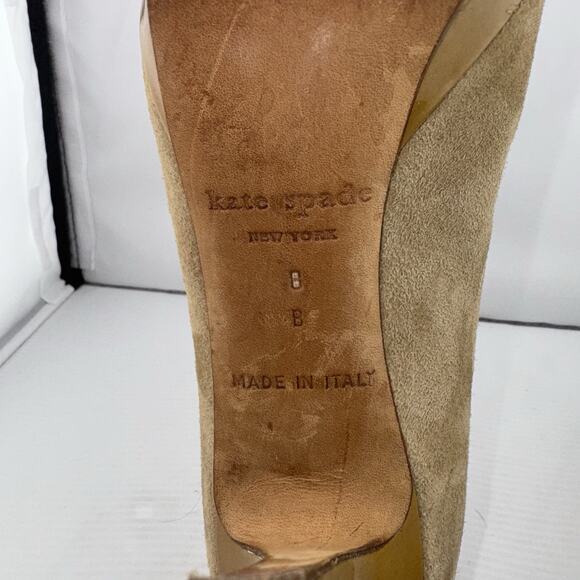 kate spade
NEW YORK
8
B
MADE IN ITALY